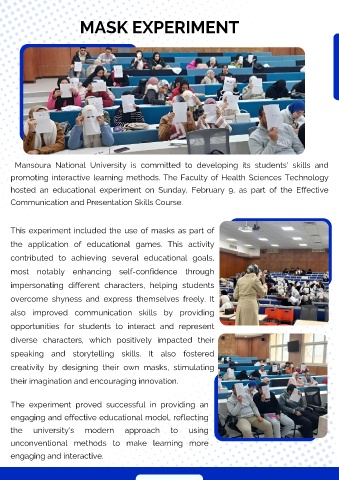 MASK EXPERIMENT
Mansoura National University is committed to developing its students' skills and
promoting interactive learning methods. The Faculty of Health Sciences Technology
hosted an educational experiment on Sunday, February 9, as part of the Effective
Communication and Presentation Skills Course.
This experiment included the use of masks as part of
the application of educational games. This activity
contributed to achieving several educational goals,
most notably enhancing self-confidence through
impersonating different characters, helping students
overcome shyness and express themselves freely. It
also improved communication skills by providing
opportunities for students to interact and represent
diverse characters, which positively impacted their
speaking and storytelling skills. It also fostered
creativity by designing their own masks, stimulating
their imagination and encouraging innovation.
The experiment proved successful in providing an
engaging and effective educational model, reflecting
the university's modern approach to using
unconventional methods to make learning more
engaging and interactive.